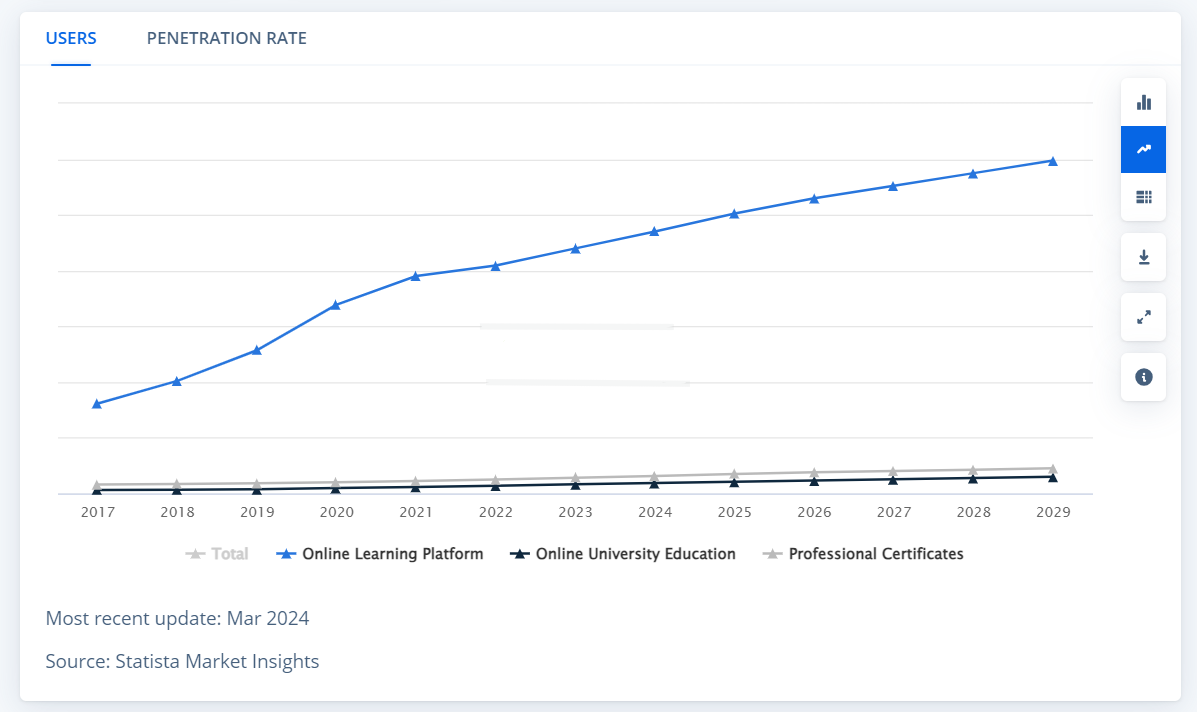 USERS PENETRATION RATE
2017 2018 2019 2020 2021 2022 2023 2024 2025 2026 2027 2028 2029
Total Online Learning Platform Online University Education Professional Certificates
Most recent update: Mar 2024
Source: Statista Market Insights